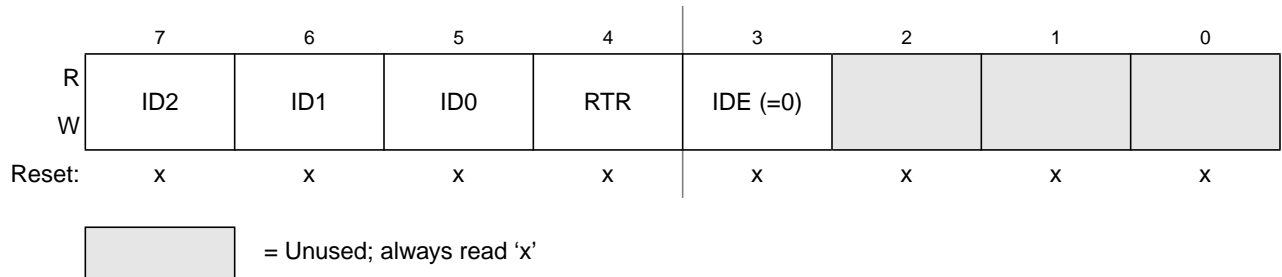 7 6 5 4 3 2 1 0
R
W
ID2 ID1 ID0 RTR IDE (=0)
Reset: x x x x x x x x
= Unused; always read ‘x’